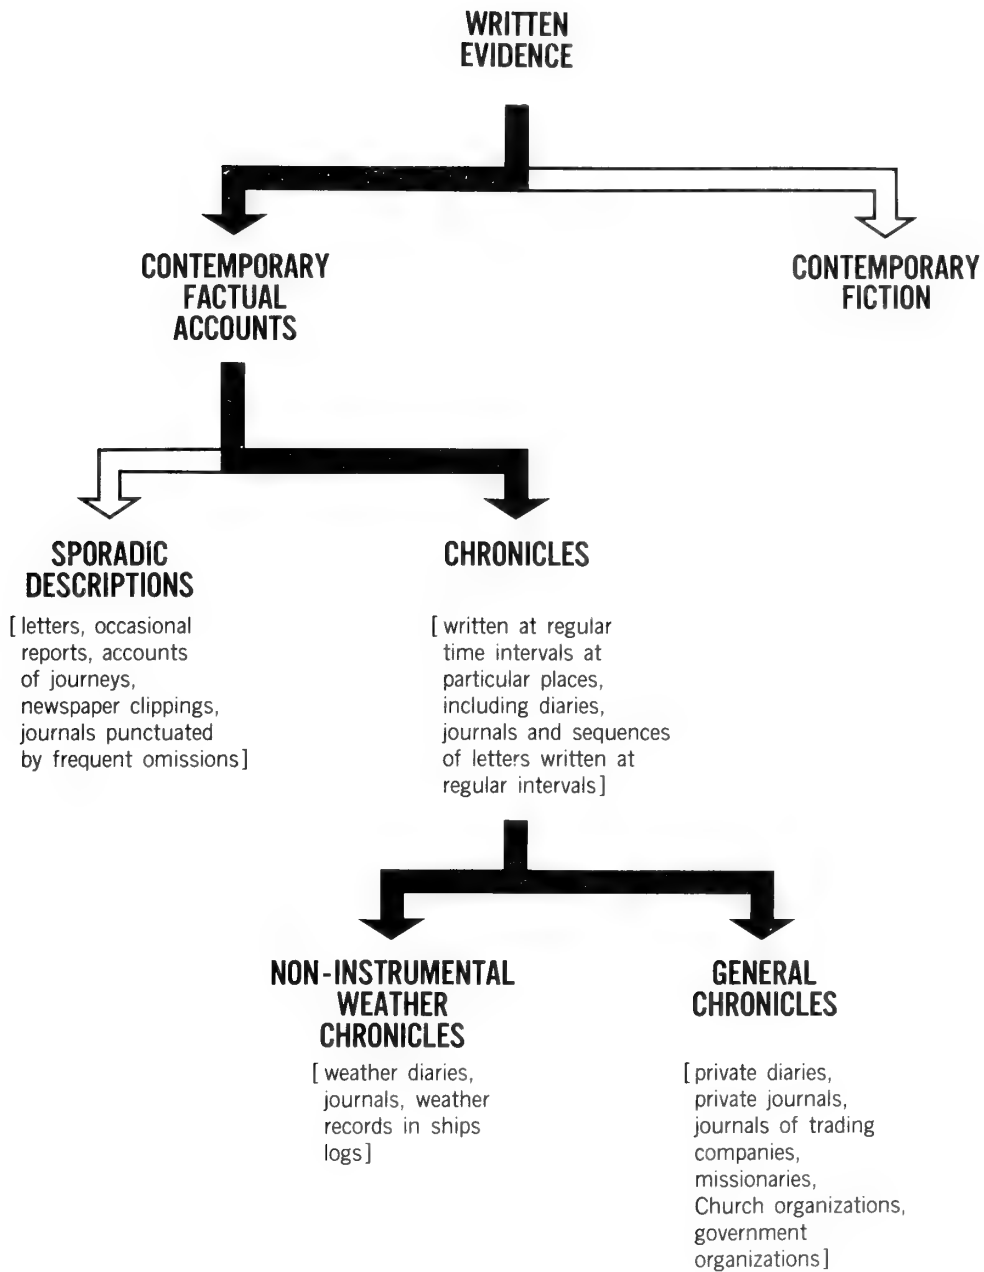 WRITTEN
EVIDENCE
CONTEMPORARY
FACTUAL
ACCOUNTS
CONTEMPORARY
FICTION
SPORADIC
DESCRIPTIONS
[letters, occasional
reports, accounts
of journeys,
newspaper clippings,
journals punctuated
by frequent omissions]
CHRONICLES
[written at regular
time intervals at
particular places,
including diaries,
journals and sequences
of letters written at
regular intervals]
NON-INSTRUMENTAL
WEATHER
CHRONICLES
[weather diaries,
journals, weather
records in ships
logs]
GENERAL
CHRONICLES
[private diaries,
private journals,
journals of trading
companies,
missionaries,
Church organizations,
government
organizations]